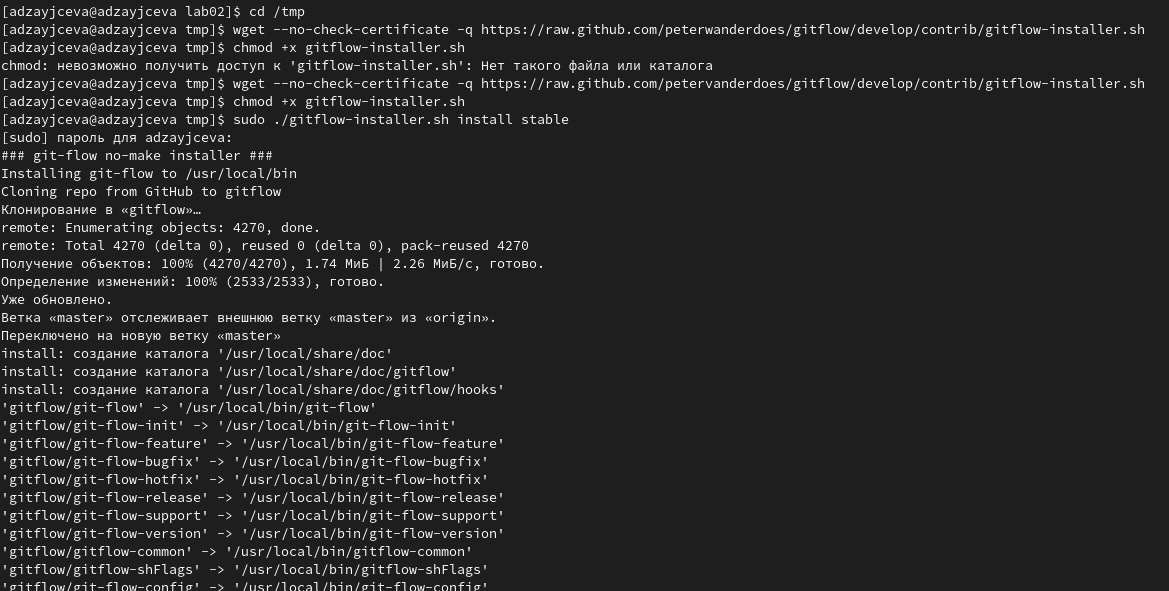 [adzayjceva@adzayjceva lab02]$ cd /tmp
[adzayjceva@adzayjceva tmp]$ wget --no-check-certificate -q https://raw.github.com/peterwanderdoes/gitflow/develop/contrib/gitflow-installer.sh
[adzayjceva@adzayjceva tmp]$ chmod +x gitflow-installer.sh
chmod: невозможно получить доступ к 'gitflow-installer.sh': Нет такого файла или каталога
[adzayjceva@adzayjceva tmp]$ wget --no-check-certificate -q https://raw.github.com/petervanderdoes/gitflow/develop/contrib/gitflow-installer.sh
[adzayjceva@adzayjceva tmp]$ chmod +x gitflow-installer.sh
[adzayjceva@adzayjceva tmp]$ sudo ./gitflow-installer.sh install stable
[sudo] пароль для adzayjceva:
### git-flow no-make installer ###
Installing git-flow to /usr/local/bin
Cloning repo from GitHub to gitflow
Клонирование в «gitflow»…
remote: Enumerating objects: 4270, done.
remote: Total 4270 (delta 0), reused 0 (delta 0), pack-reused 4270
Получение объектов: 100% (4270/4270), 1.74 МиБ | 2.26 МиБ/с, готово.
Определение изменений: 100% (2533/2533), готово.
Уже обновлено.
Ветка «master» отслеживает внешнюю ветку «master» из «origin».
Переключено на новую ветку «master»
install: создание каталога '/usr/local/share/doc'
install: создание каталога '/usr/local/share/doc/gitflow'
install: создание каталога '/usr/local/share/doc/gitflow/hooks'
'gitflow/git-flow' -> '/usr/local/bin/git-flow'
'gitflow/git-flow-init' -> '/usr/local/bin/git-flow-init'
'gitflow/git-flow-feature' -> '/usr/local/bin/git-flow-feature'
'gitflow/git-flow-bugfix' -> '/usr/local/bin/git-flow-bugfix'
'gitflow/git-flow-hotfix' -> '/usr/local/bin/git-flow-hotfix'
'gitflow/git-flow-release' -> '/usr/local/bin/git-flow-release'
'gitflow/git-flow-support' -> '/usr/local/bin/git-flow-support'
'gitflow/git-flow-version' -> '/usr/local/bin/git-flow-version'
'gitflow/gitflow-common' -> '/usr/local/bin/gitflow-common'
'gitflow/gitflow-shFlags' -> '/usr/local/bin/gitflow-shFlags'
'gitflow/git-flow-config' -> '/usr/local/bin/git-flow-config'